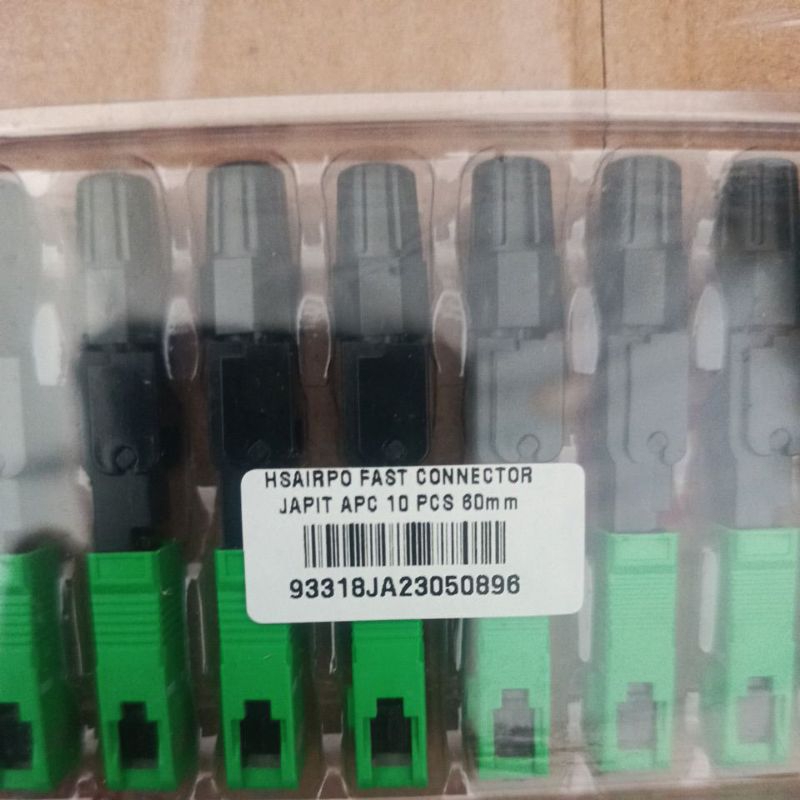 HSAIRPO FAST CONNECTOR
JAPIT APC 10 PCS 60mm
93318JA23050896